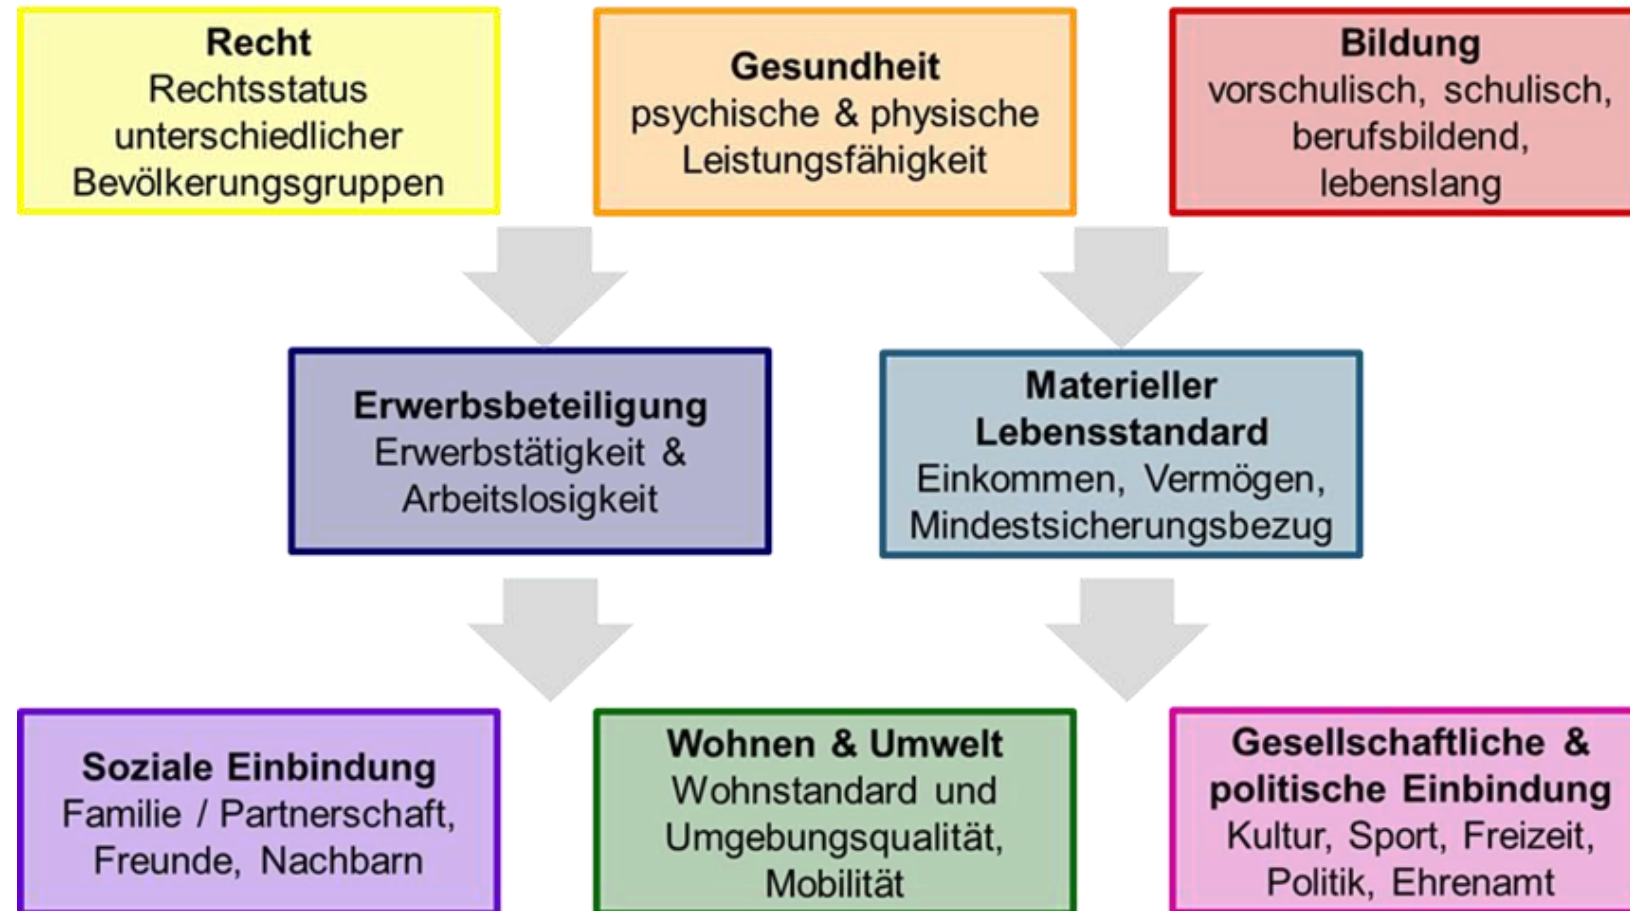 Recht
Rechtsstatus
unterschiedlicher
Bevölkerungsgruppen
Gesundheit
psychische & physische
Leistungsfähigkeit
Bildung
vorschulisch, schulisch,
berufsbildend,
lebenslang
Erwerbsbeteiligung
Erwerbstätigkeit &
Arbeitslosigkeit
Materieller
Lebensstandard
Einkommen, Vermögen,
Mindestsicherungsbezug
Soziale Einbindung
Familie / Partnerschaft,
Freunde, Nachbarn
Wohnen & Umwelt
Wohnstandard und
Umgebungsqualität,
Mobilität
Gesellschaftliche &
politische Einbindung
Kultur, Sport, Freizeit,
Politik, Ehrenamt